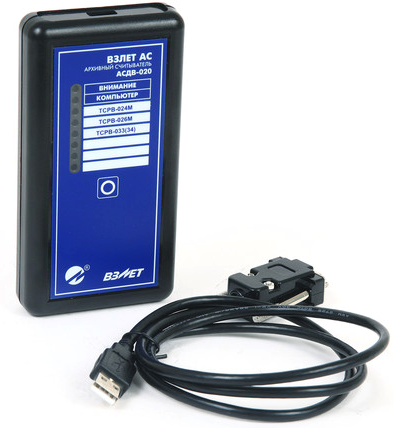 ВЗЛЕТ АС
АРХИВНЫЙ СЧИТЫВАТЕЛЬ
АСДВ-020
ВНИМАНИЕ
КОМПЬЮТЕР
ТСРВ-024М
ТСРВ-026М
ТСРВ-033(34)
®
ВЗЛЕТ